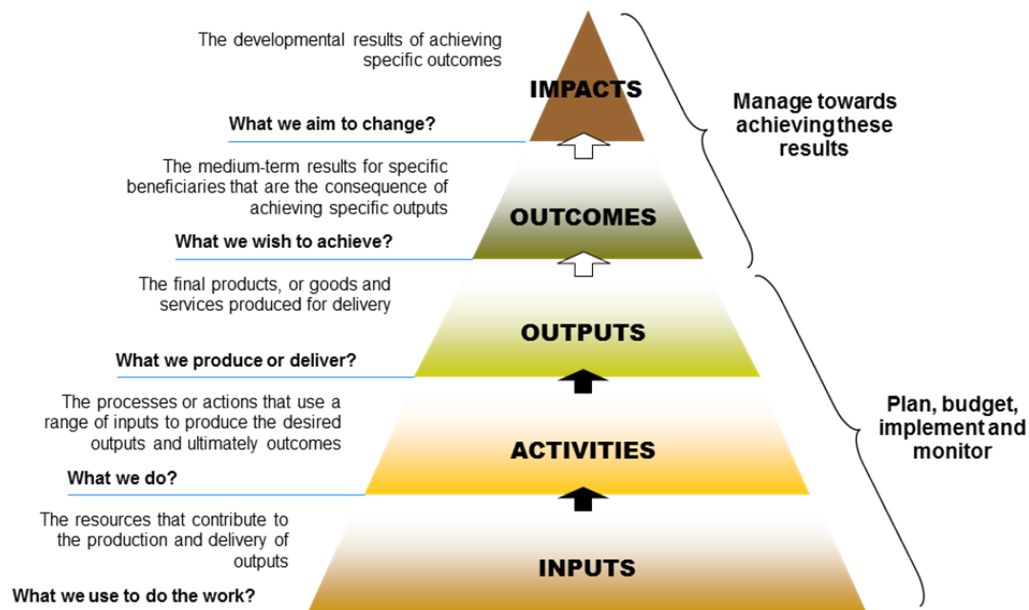 The developmental results of achieving
specific outcomes
IMPACTS
What we aim to change?
Manage towards
achieving these
results
The medium-term results for specific
beneficiaries that are the consequence of
achieving specific outputs
OUTCOMES
What we wish to achieve?
The final products, or goods and
services produced for delivery
OUTPUTS
What we produce or deliver?
The processes or actions that use a
range of inputs to produce the desired
outputs and ultimately outcomes
ACTIVITIES
What we do?
Plan, budget,
implement and
monitor
The resources that contribute to
the production and delivery of
outputs
INPUTS
What we use to do the work?